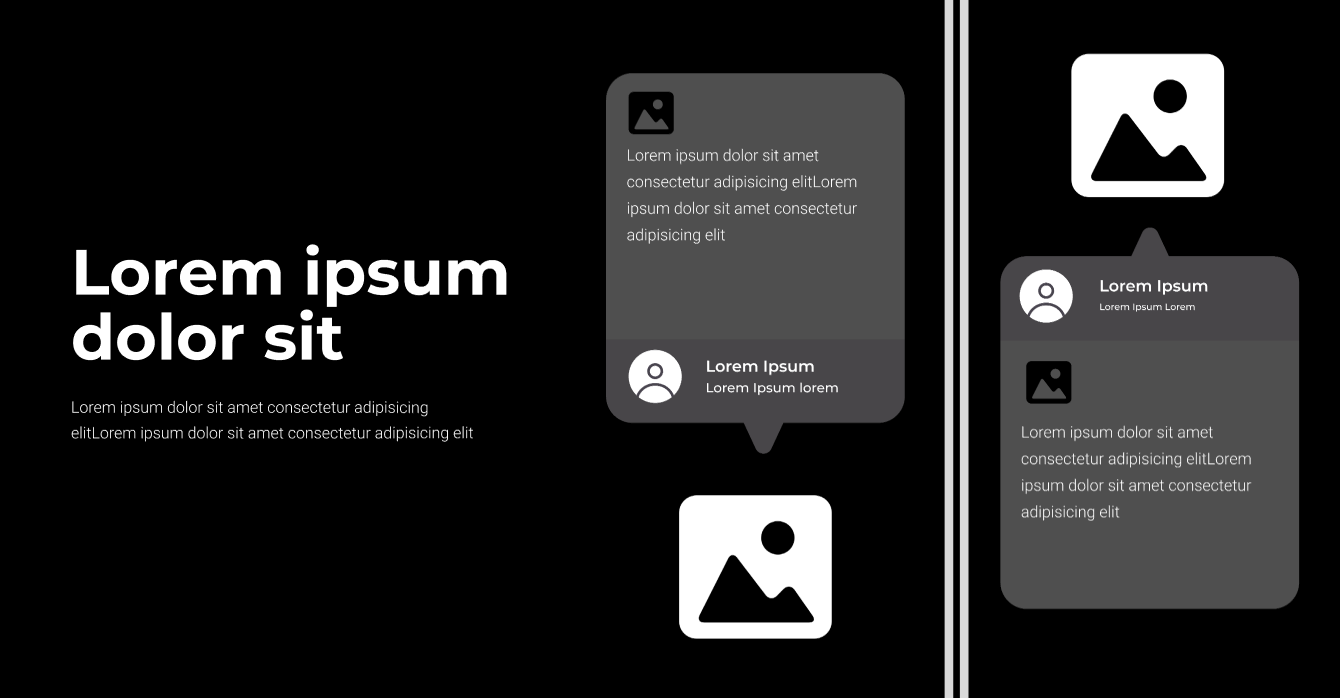 Lorem ipsum
dolor sit
Lorem ipsum dolor sit amet consectetur adipisicing
elitLorem ipsum dolor sit amet consectetur adipisicing elit
Lorem ipsum dolor sit amet
consectetur adipisicing elitLorem
ipsum dolor sit amet consectetur
adipisicing elit
Lorem Ipsum
Lorem Ipsum lorem
Lorem Ipsum
Lorem Ipsum Lorem
Lorem ipsum dolor sit amet
consectetur adipisicing elitLorem
ipsum dolor sit amet consectetur
adipisicing elit